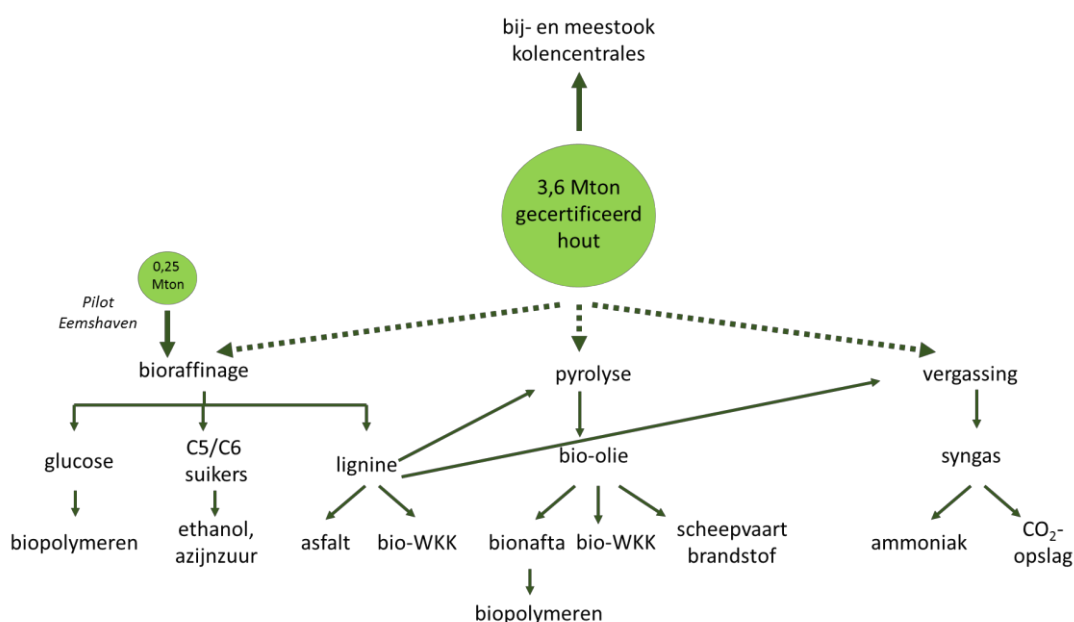 bij- en meestook
kolencentrales
3,6 Mton
gecertificeerd
hout
0,25
Mton
Pilot
Eemshaven
bioraffinage
pyrolyse
vergassing
glucose
C5/C6
suikers
lignine
bio-olie
syngas
biopolymeren
ethanol,
azijnzuur
asfalt
bio-WKK
bionafta
bio-WKK
scheepvaart
brandstof
ammoniak
CO₂-
opslag
biopolymeren